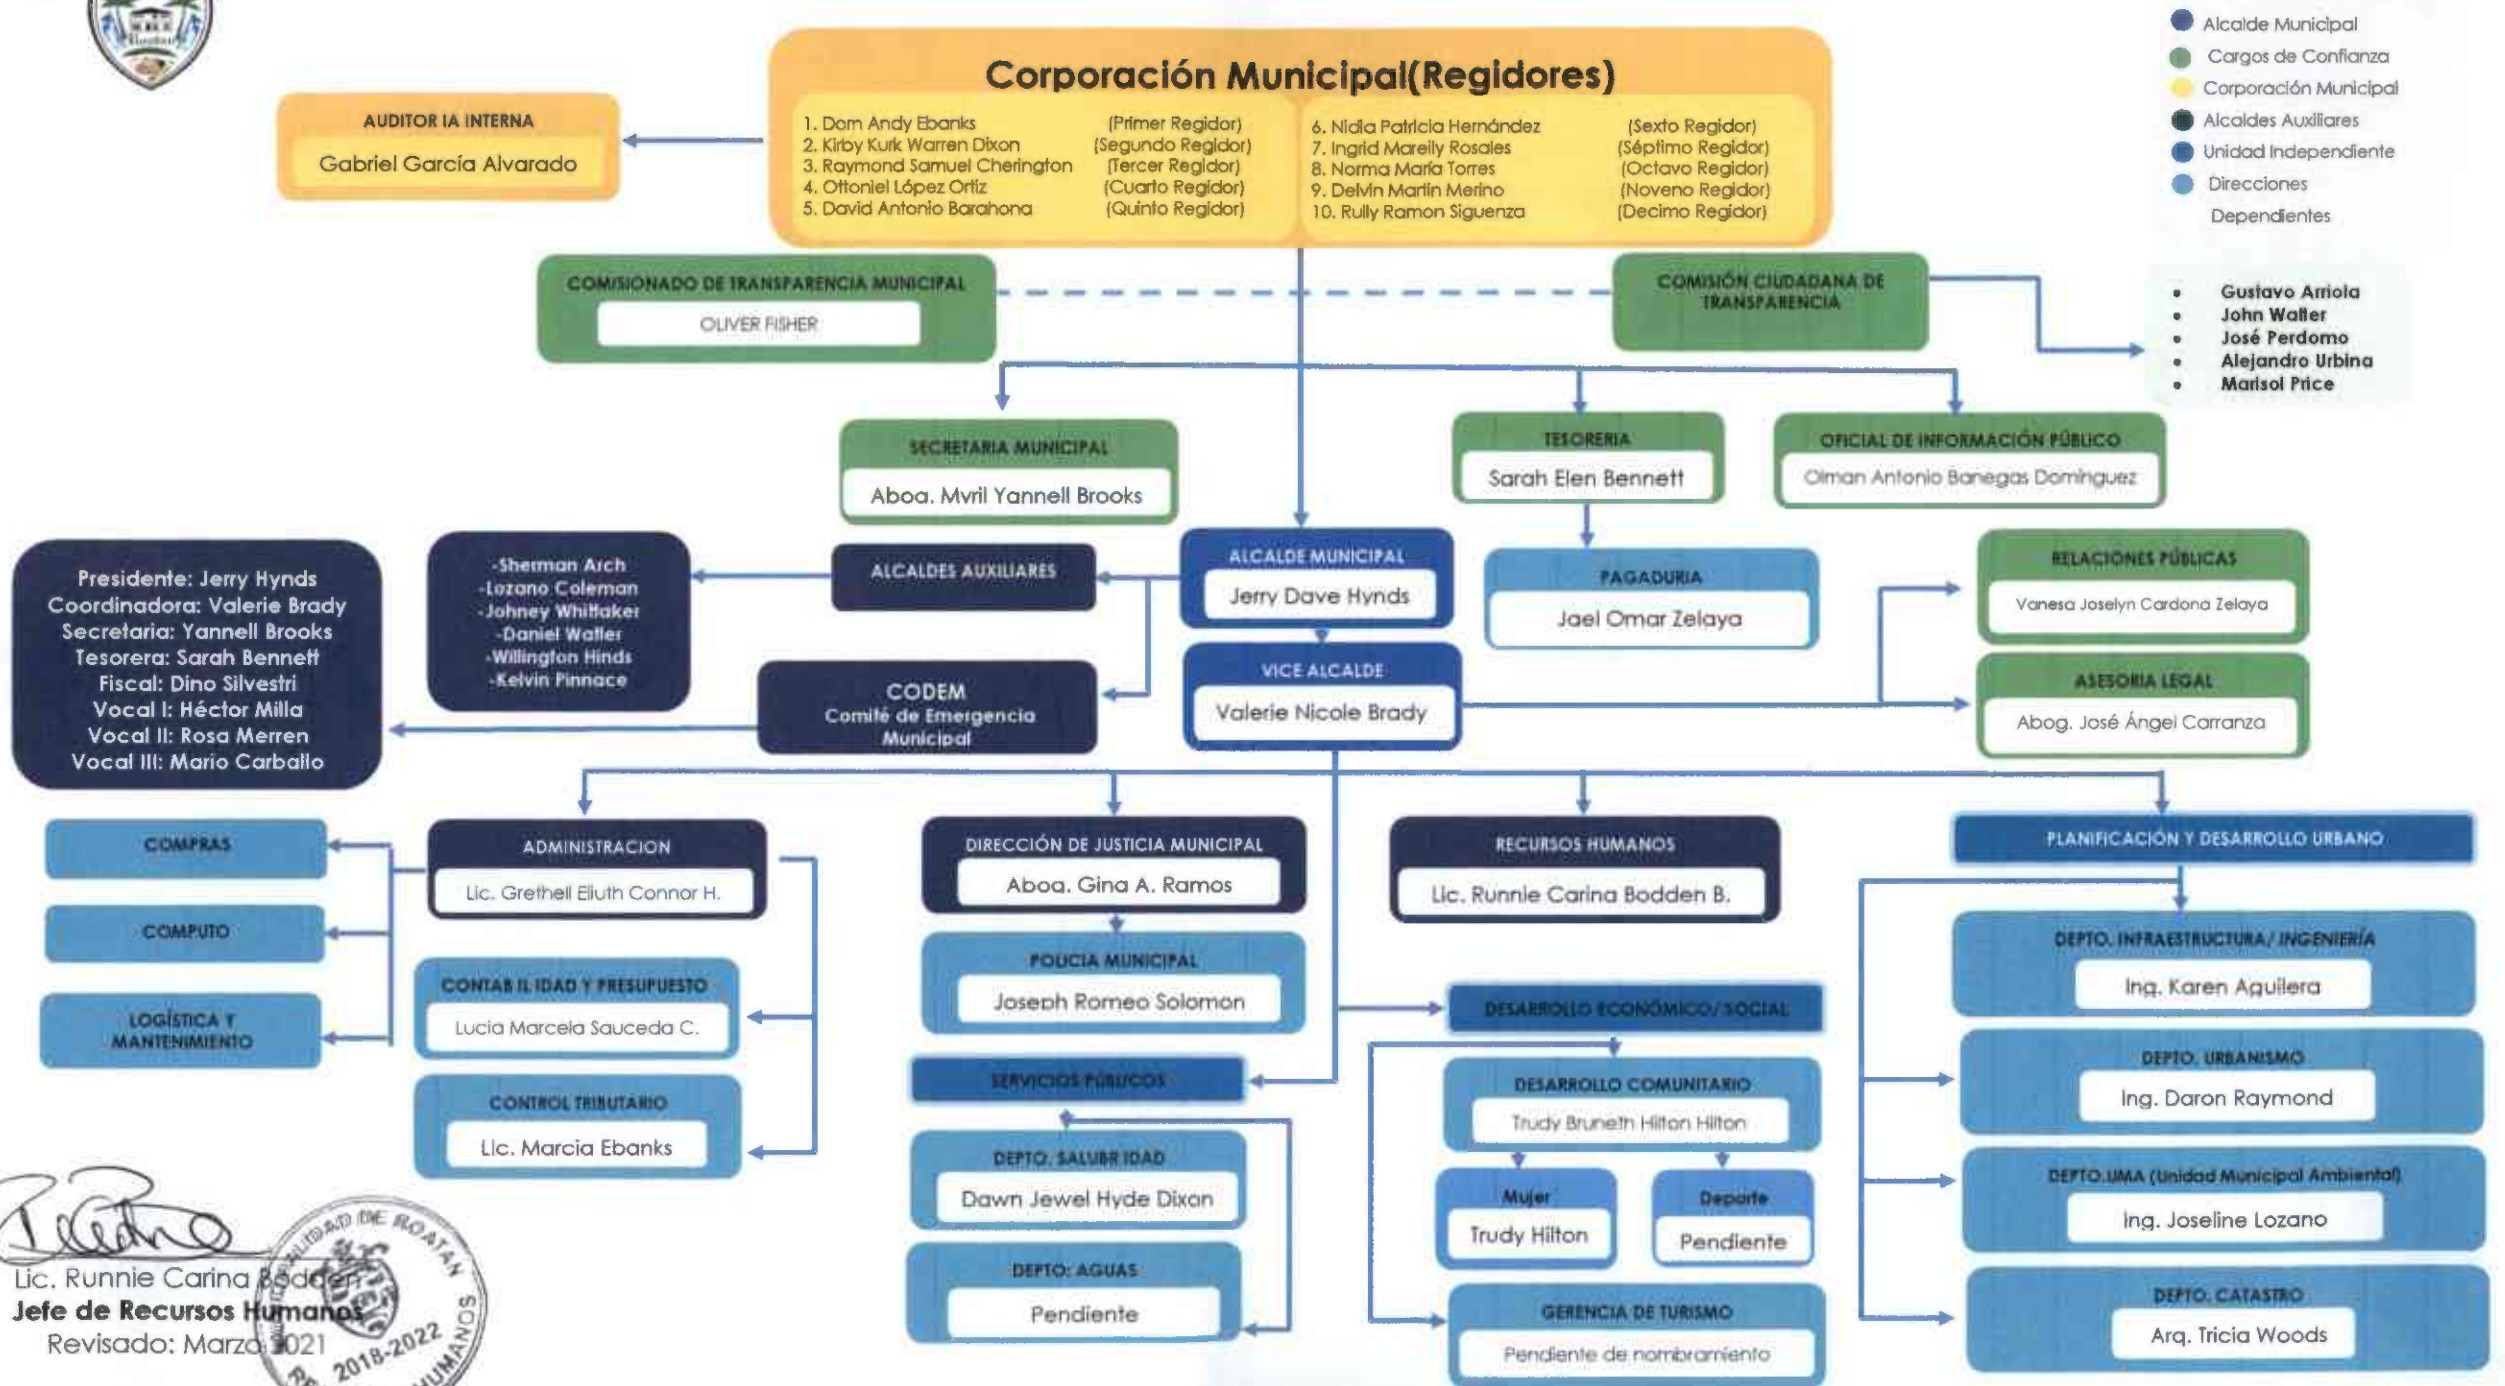 Alcalde Municipal
Cargos de Confianza
Corporación Municipal
Alcaldes Auxiliares
Unidad Independiente
Direcciones
Dependientes
Corporación Municipal(Regidores)
1. Dorn Andy Ebanks (Primer Regidor)
2. Kirby Kurk Warren Dixon (Segundo Regidor)
3. Raymond Samuel Cherington (Tercer Regidor)
4. Ottoniel López Ortiz (Cuarto Regidor)
5. David Antonio Barahona (Quinto Regidor)
6. Nidia Patricia Hernández (Sexto Regidor)
7. Ingrid Mareily Rosales (Séptimo Regidor)
8. Norma María Torres (Octavo Regidor)
9. Delvin Martin Merino (Noveno Regidor)
10. Rully Ramon Siguenza (Decimo Regidor)
AUDITOR IA INTERNA
Gabriel García Alvarado
COMISIONADO DE TRANSPARENCIA MUNICIPAL
OLIVER FISHER
COMISIÓN CIUDADANA DE
TRANSPARENCIA
• Gustavo Arriola
• John Watler
• José Perdomo
• Alejandro Urbina
• Marisol Price
SECRETARIA MUNICIPAL
Aboa. Mvril Yannell Brooks
TESORERIA
Sarah Elen Bennett
OFICIAL DE INFORMACIÓN PÚBLICO
Olman Antonio Banegas Domínguez
Presidente: Jerry Hynds
Coordinadora: Valerie Brady
Secretaria: Yannell Brooks
Tesorera: Sarah Bennett
Fiscal: Dino Silvestri
Vocal I: Héctor Milla
Vocal II: Rosa Merren
Vocal III: Mario Carballo
-Sherman Arch
-Lozano Coleman
-Johney Whittaker
-Daniel Watler
-Willington Hinds
-Kelvin Pinnace
ALCALDES AUXILIARES
ALCALDE MUNICIPAL
Jerry Dave Hynds
PAGADURIA
Jael Omar Zelaya
RELACIONES PÚBLICAS
Vanesa Joselyn Cardona Zelaya
CODEM
Comité de Emergencia
Municipal
VICE ALCALDE
Valerie Nicole Brady
ASESORIA LEGAL
Abog. José Ángel Carranza
COMPRAS
COMPUTO
LOGÍSTICA Y
MANTENIMIENTO
ADMINISTRACION
Lic. Grethell Eliuth Connor H.
CONTAB IL IDAD Y PRESUPUESTO
Lucia Marcela Sauceda C.
CONTROL TRIBUTARIO
Lic. Marcia Ebanks
DIRECCIÓN DE JUSTICIA MUNICIPAL
Aboa. Gina A. Ramos
POLICIA MUNICIPAL
Joseph Romeo Solomon
SERVICIOS PÚBLICOS
DEPTO. SALUBR IDAD
Dawn Jewel Hyde Dixon
DEPTO: AGUAS
Pendiente
RECURSOS HUMANOS
Lic. Runnie Carina Bodden B.
DESARROLLO ECONÓMICO/ SOCIAL
DESARROLLO COMUNITARIO
Trudy Bruneth Hilton Hilton
Mujer
Trudy Hilton
Deporte
Pendiente
GERENCIA DE TURISMO
Pendiente de nombramiento
PLANIFICACIÓN Y DESARROLLO URBANO
DEPTO. INFRAESTRUCTURA/ INGENIERÍA
Ing. Karen Aguilera
DEPTO. URBANISMO
Ing. Daron Raymond
DEPTO.UMA (Unidad Municipal Ambiental)
Ing. Joseline Lozano
DEPTO. CATASTRO
Arq. Tricia Woods
Lic. Runnie Carina Bodden
Jefe de Recursos Humanos
Revisado: Marzo 2021
DE ROATAN
2018-2022
HUMANOS